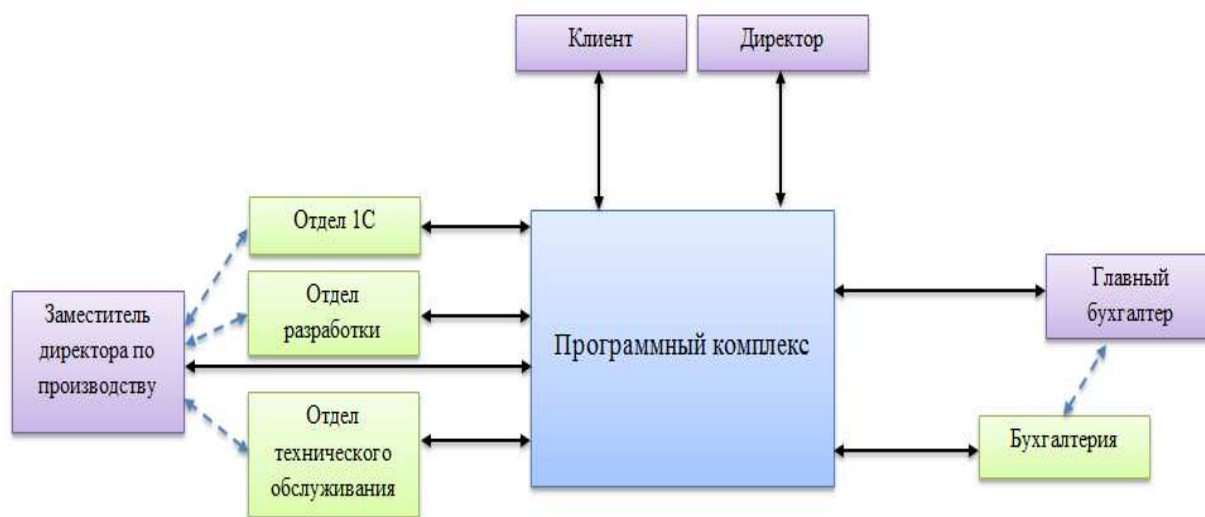 Клиент
Директор
Отдел 1С
Отдел
разработки
Заместитель
директора по
производству
Отдел
технического
обслуживания
Программный комплекс
Главный
бухгалтер
Бухгалтерия